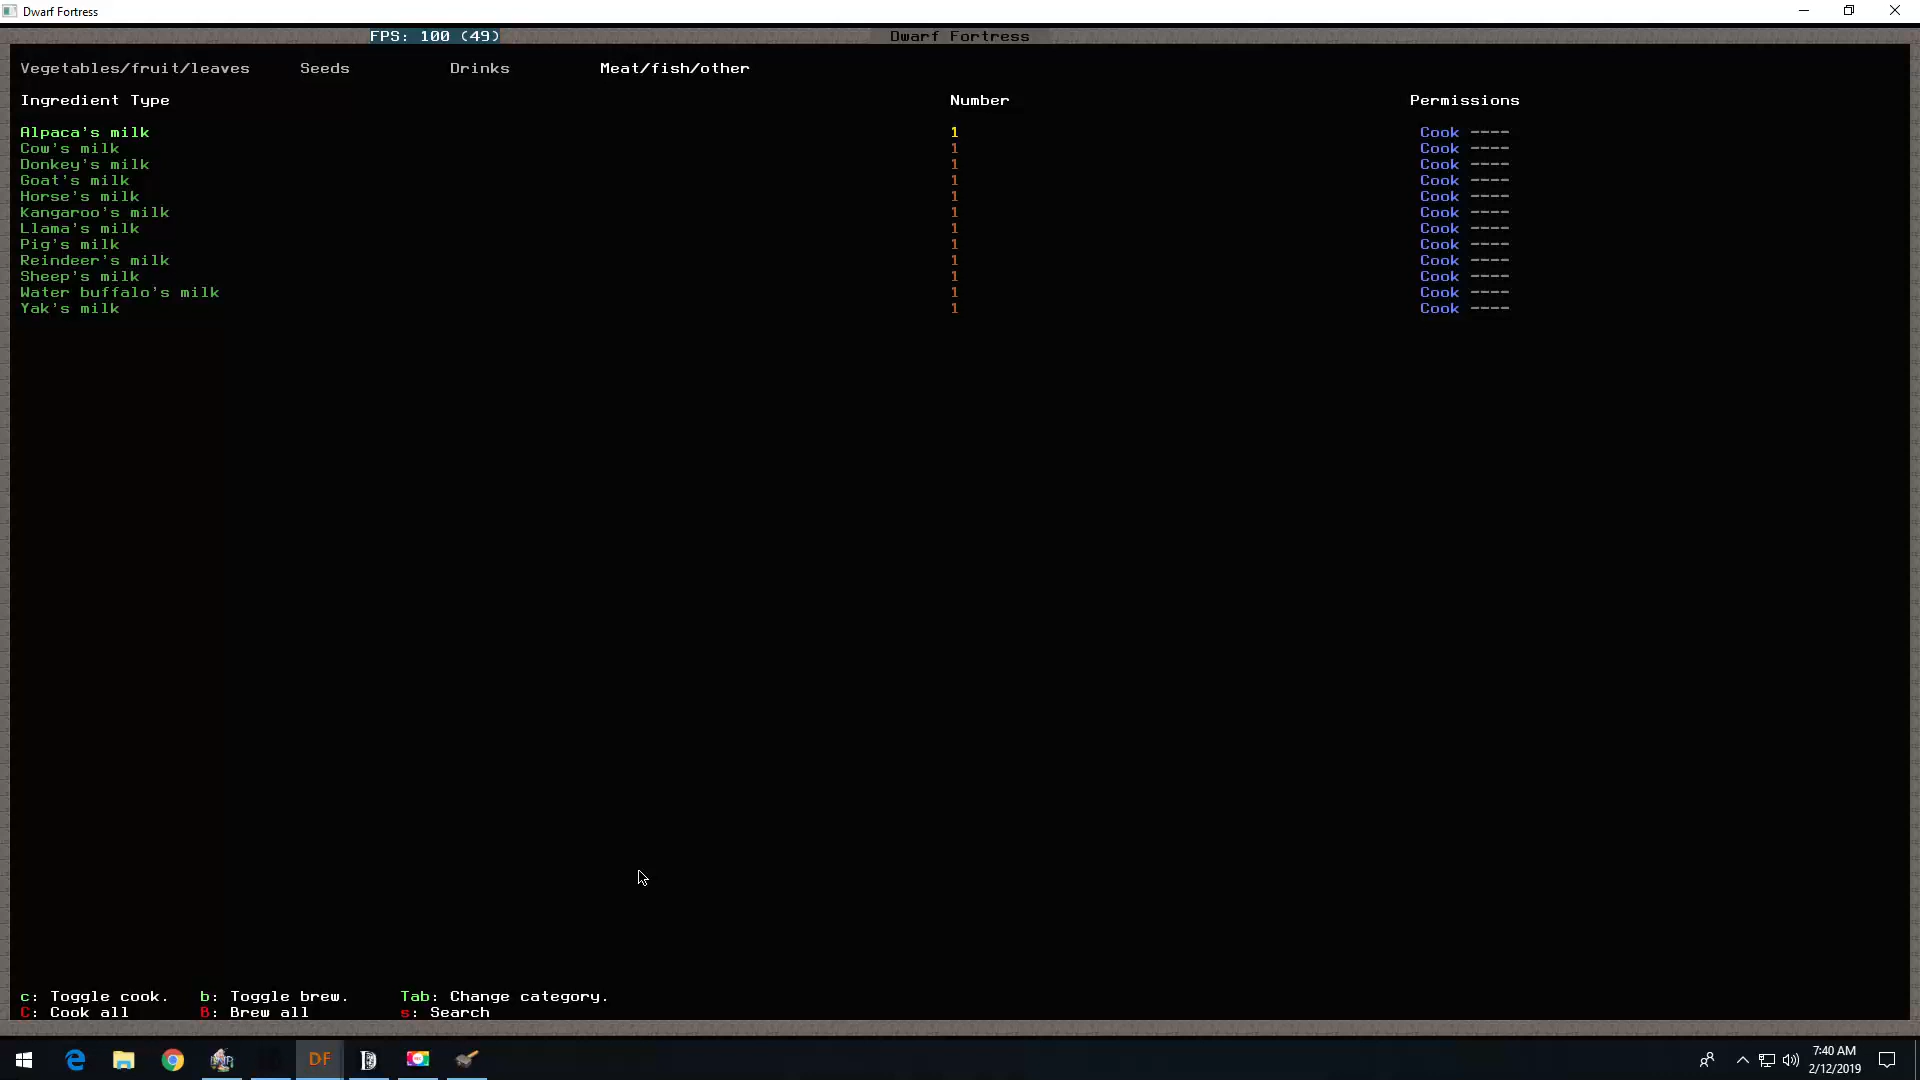 Dwarf Fortress
FPS: 100 (49) Dwarf Fortress
Vegetables/fruit/leaves Seeds Drinks Meat/fish/other
Ingredient Type Number Permissions
Alpaca's milk 1 Cook ----
Cow's milk 1 Cook ----
Donkey's milk 1 Cook ----
Goat's milk 1 Cook ----
Horse's milk 1 Cook ----
Kangaroo's milk 1 Cook ----
Llama's milk 1 Cook ----
Pig's milk 1 Cook ----
Reindeer's milk 1 Cook ----
Sheep's milk 1 Cook ----
Water buffalo's milk 1 Cook ----
Yak's milk 1 Cook ----
c: Toggle cook. b: Toggle brew. Tab: Change category.
C: Cook all B: Brew all s: Search
DF
7:40 AM
2/12/2019